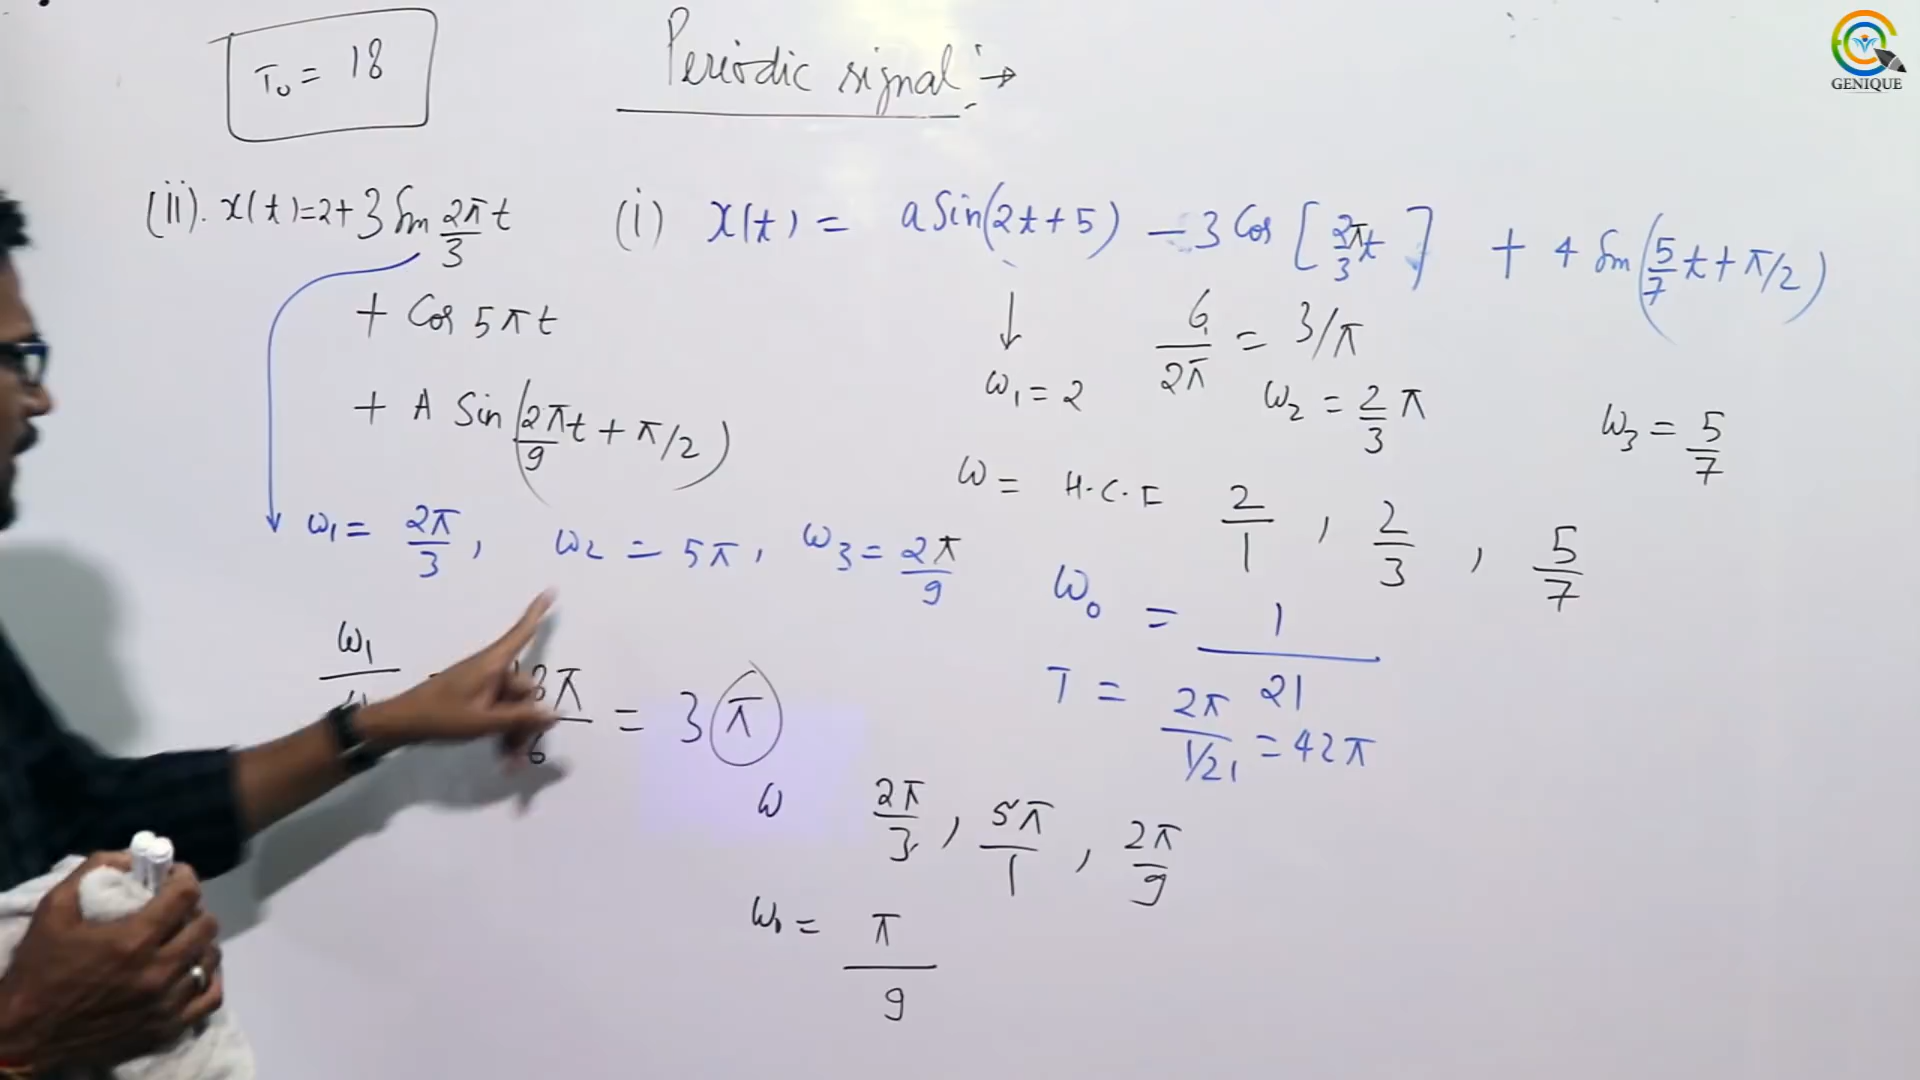 T₀ = 18
Periodic signal :→
GENIQUE
(ii). x(t)=2+3 Sin 2π/3 t
+ Cos 5πt
+ A Sin(2π/9 t + π/2)
ω₁ = 2π/3, ω₂ = 5π, ω₃ = 2π/9
ω₁
π
6
= 3π
(i) x(t) = a Sin(2t+5) − 3 Cos [2π/3 t] + 4 Sin(5/7 t + π/2)
↓
6/2π = 3/π
ω₁ = 2
ω₂ = 2/3 π
ω₃ = 5/7
ω = H.C.F 2/1 , 2/3 , 5/7
ω₀ = 1/21
T = 2π/1/21 = 42π
ω 2π/3 , 5π/1 , 2π/9
ω₀ = π/9